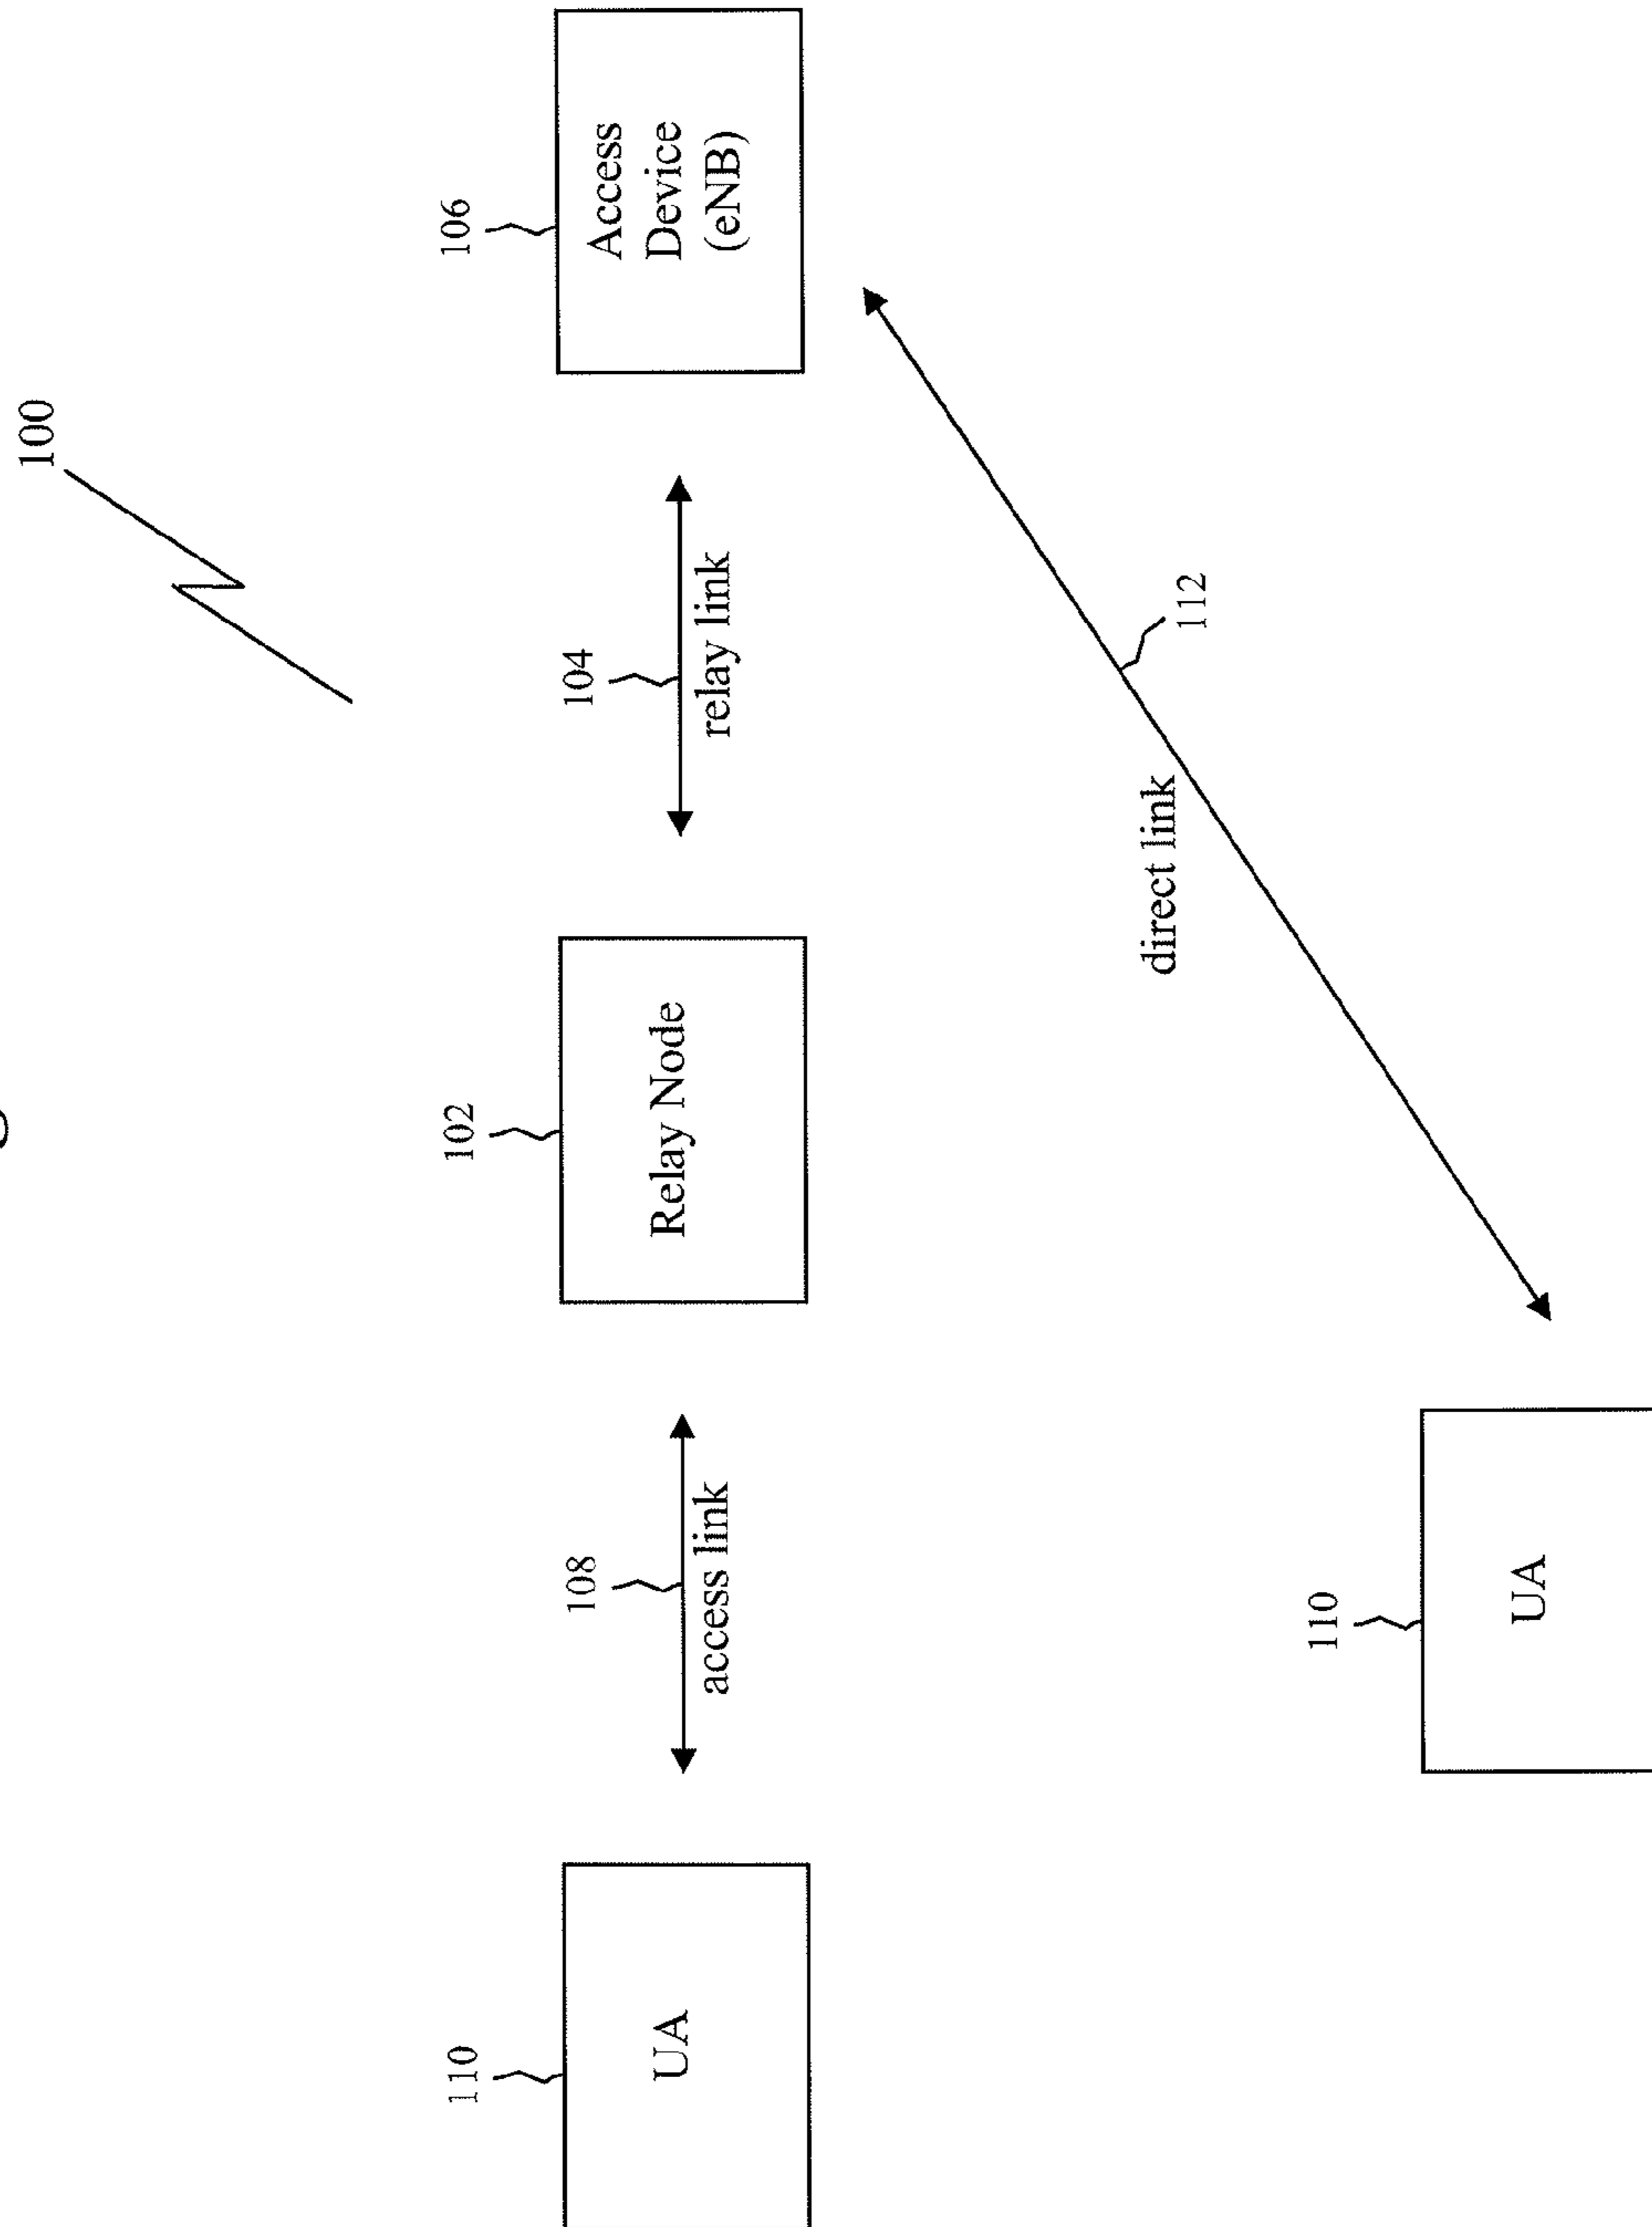 100
110
UA
108
access link
102
Relay Node
104
relay link
106
Access
Device
(eNB)
direct link
112
110
UA